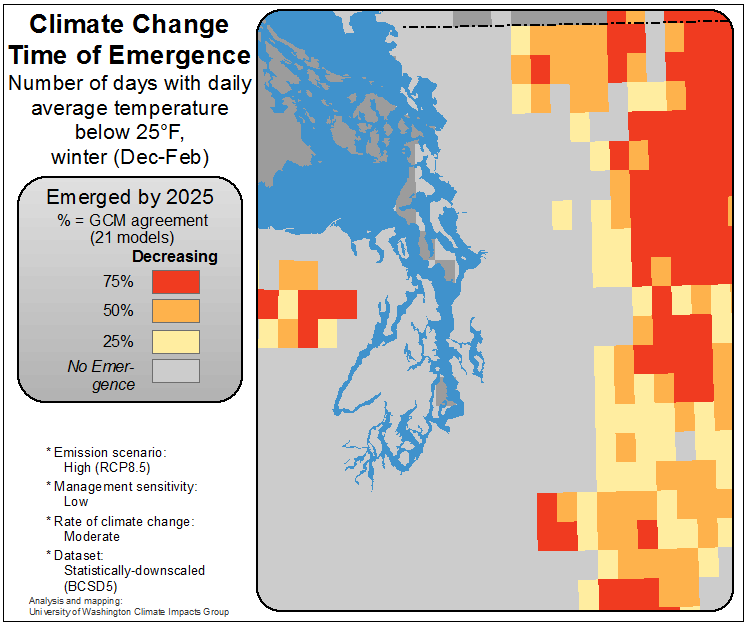 Climate Change
Time of Emergence
Number of days with daily
average temperature
below 25°F,
winter (Dec-Feb)
Emerged by 2025
% = GCM agreement
(21 models)
Decreasing
75%
50%
25%
No Emer-
gence
* Emission scenario:
High (RCP8.5)
* Management sensitivity:
Low
* Rate of climate change:
Moderate
* Dataset:
Statistically-downscaled
(BCSD5)
Analysis and mapping:
University of Washington Climate Impacts Group